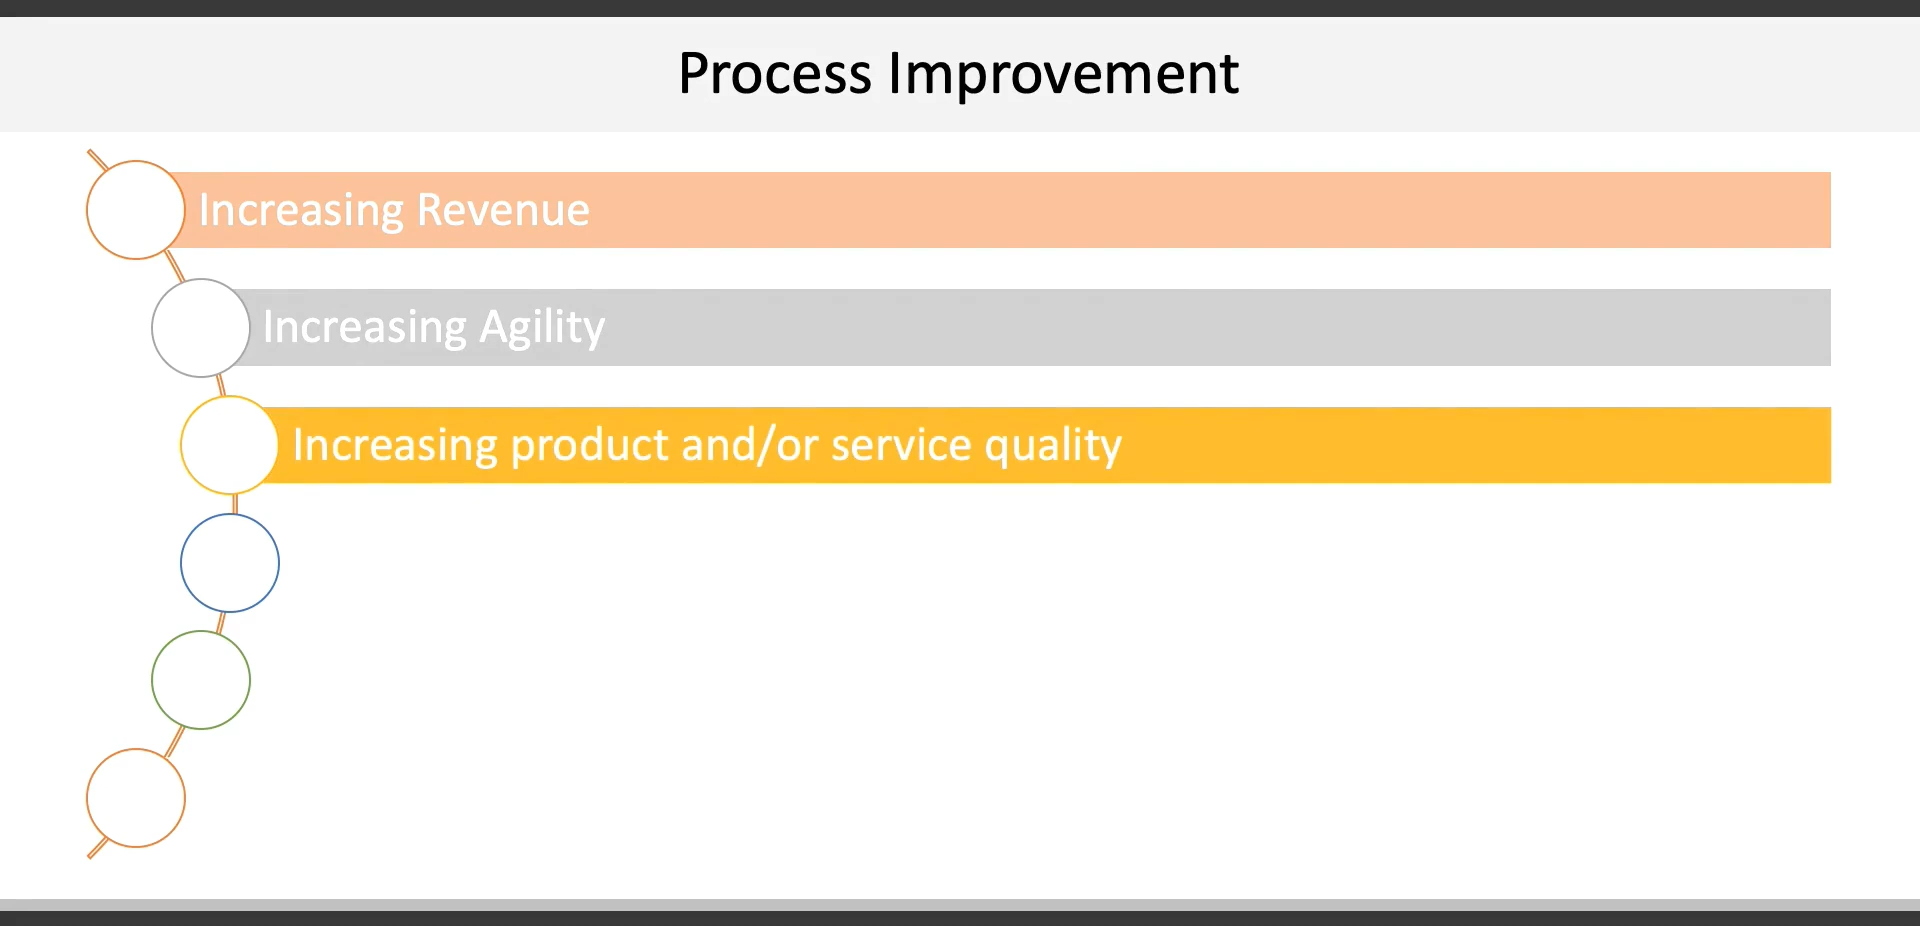 Process Improvement
Increasing Revenue
Increasing Agility
Increasing product and/or service quality